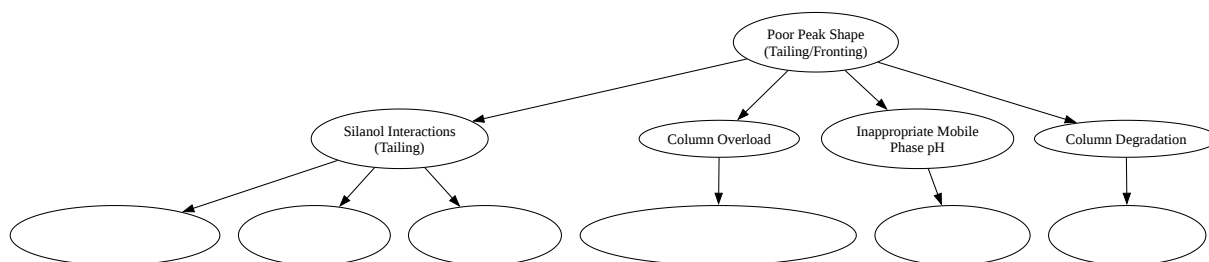 Poor Peak Shape
(Tailing/Fronting)
Silanol Interactions
(Tailing)
Column Overload
Inappropriate Mobile
Phase pH
Column Degradation